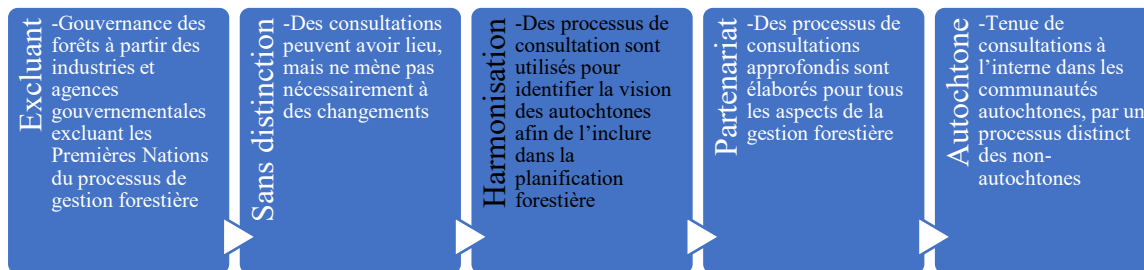 Excluant
-Gouvernance des
forêts à partir des
industries et
agences
gouvernementales
excluant les
Premières Nations
du processus de
gestion forestière
Sans distinction
-Des consultations
peuvent avoir lieu,
mais ne mène pas
nécessairement à
des changements
Harmonisation
-Des processus de
consultation sont
utilisés pour
identifier la vision
des autochtones
afin de l'inclure
dans la
planification
forestière
Partenariat
-Des processus de
consultations
approfondis sont
élaborés pour tous
les aspects de la
gestion forestière
Autochtone
-Tenue de
consultations à
l'interne dans les
communautés
autochtones, par un
processus distinct
des non-
autochtones